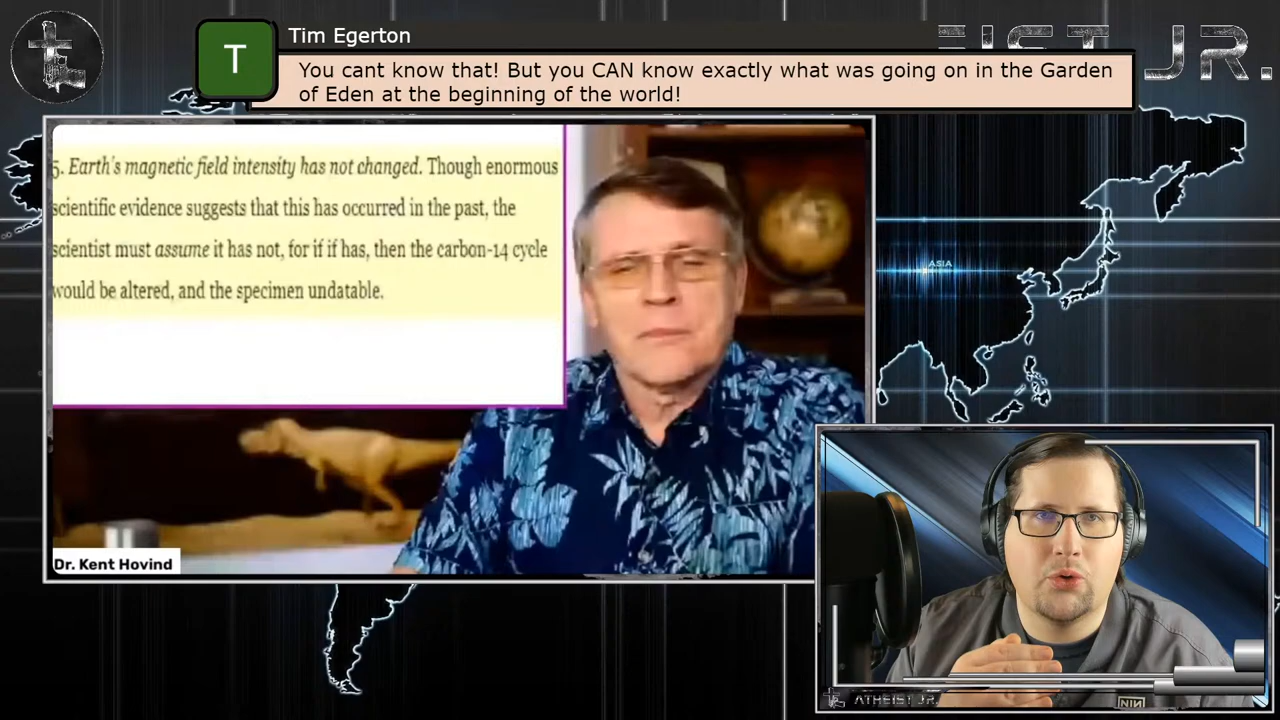 Tim Egerton
EIST JR.
T
You cant know that! But you CAN know exactly what was going on in the Garden
of Eden at the beginning of the world!
5. Earth's magnetic field intensity has not changed. Though enormous
scientific evidence suggests that this has occurred in the past, the
scientist must assume it has not, for if if has, then the carbon-14 cycle
would be altered, and the specimen undatable.
ASIA
Dr. Kent Hovind
ATHEIST JR.
NIN